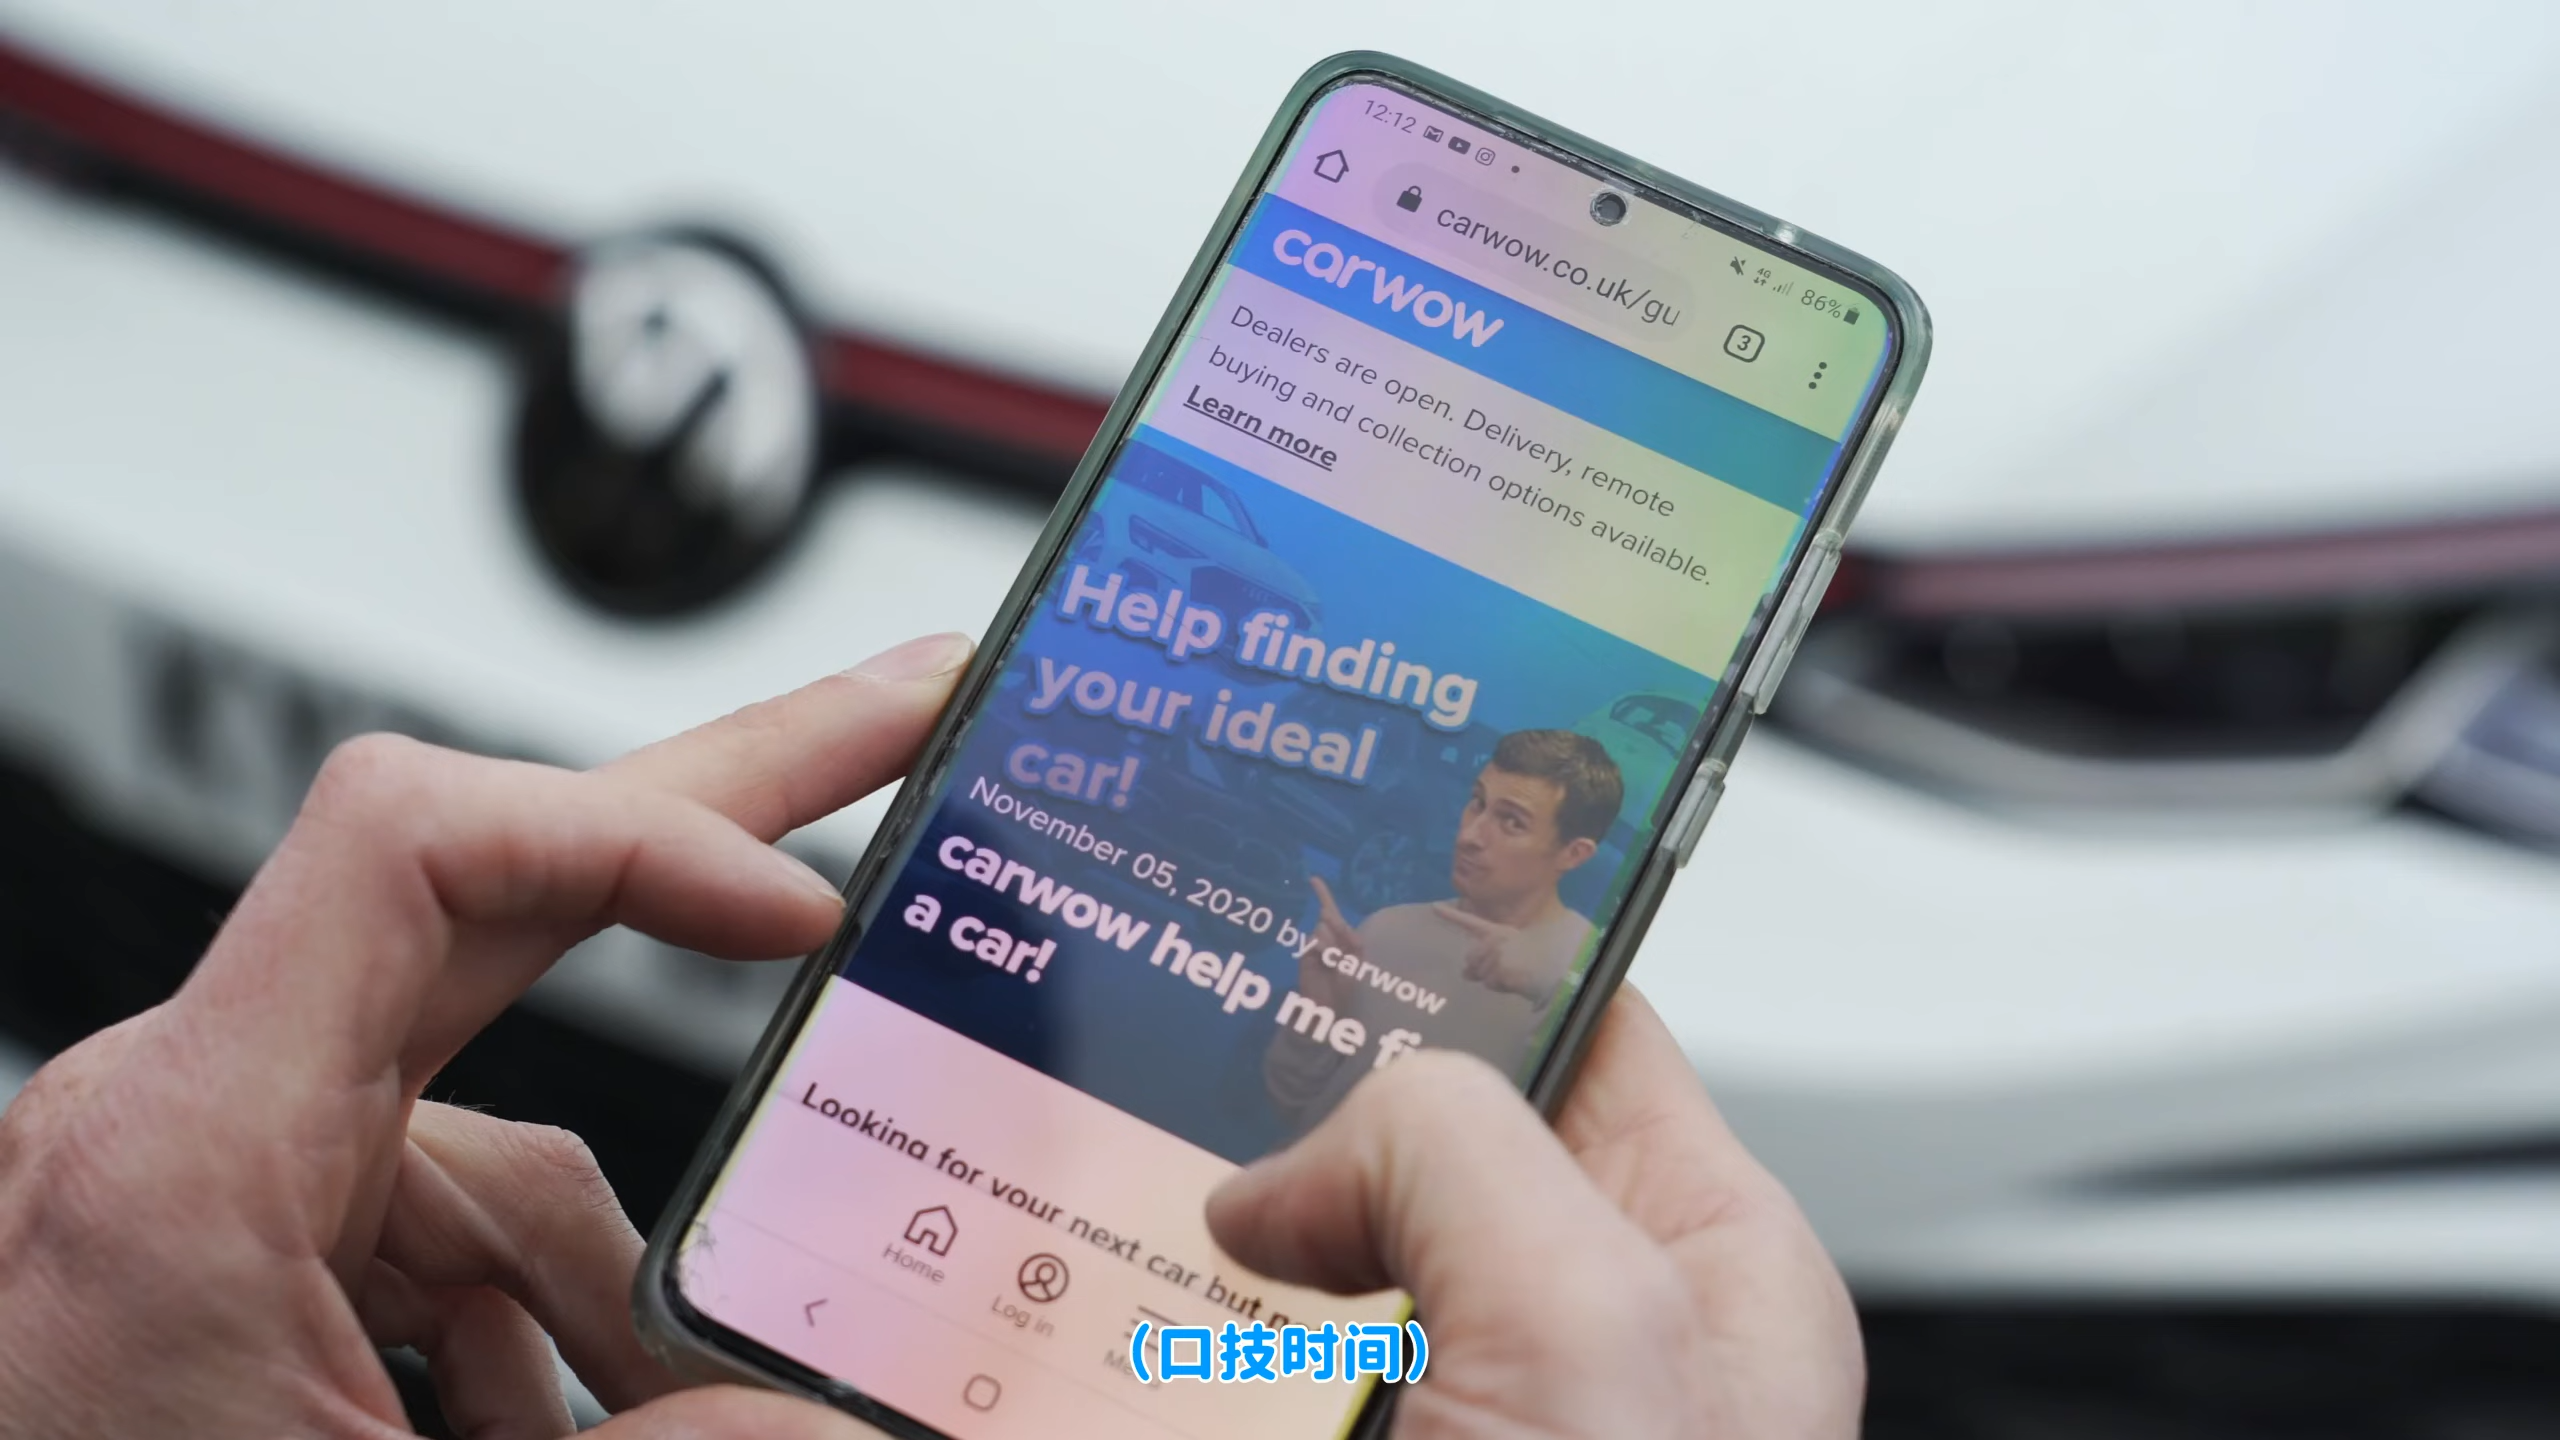 12:12
4G
86%
carwow.co.uk/gu
3
carwow
Dealers are open. Delivery, remote
buying and collection options available.
Learn more
Help finding
your ideal
car!
November 05, 2020 by carwow
carwow help me fi
a car!
Looking for your next car but
Home
Log in
(口技时间)